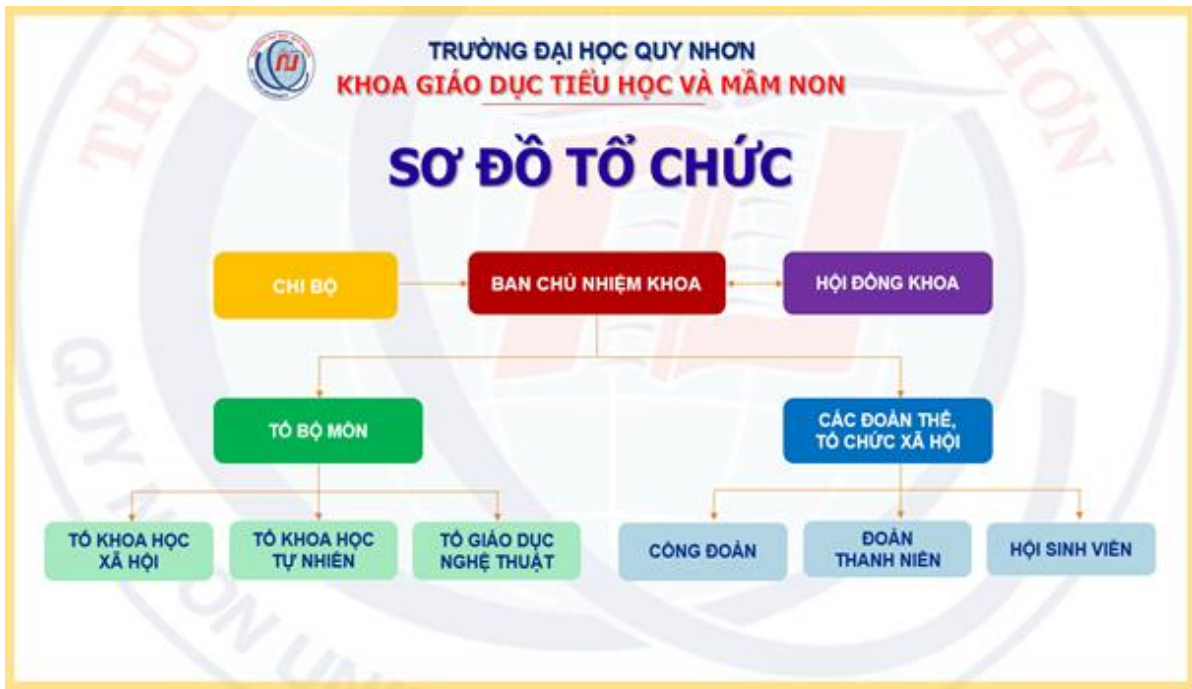 TRƯỜNG ĐẠI HỌC QUY NHƠN
KHOA GIÁO DỤC TIỂU HỌC VÀ MẦM NON
SƠ ĐỒ TỔ CHỨC
CHI BỘ
BAN CHỦ NHIỆM KHOA
HỘI ĐỒNG KHOA
TỔ BỘ MÔN
CÁC ĐOÀN THỂ,
TỔ CHỨC XÃ HỘI
TỔ KHOA HỌC
XÃ HỘI
TỔ KHOA HỌC
TỰ NHIÊN
TỔ GIÁO DỤC
NGHỆ THUẬT
CÔNG ĐOÀN
ĐOÀN
THANH NIÊN
HỘI SINH VIÊN